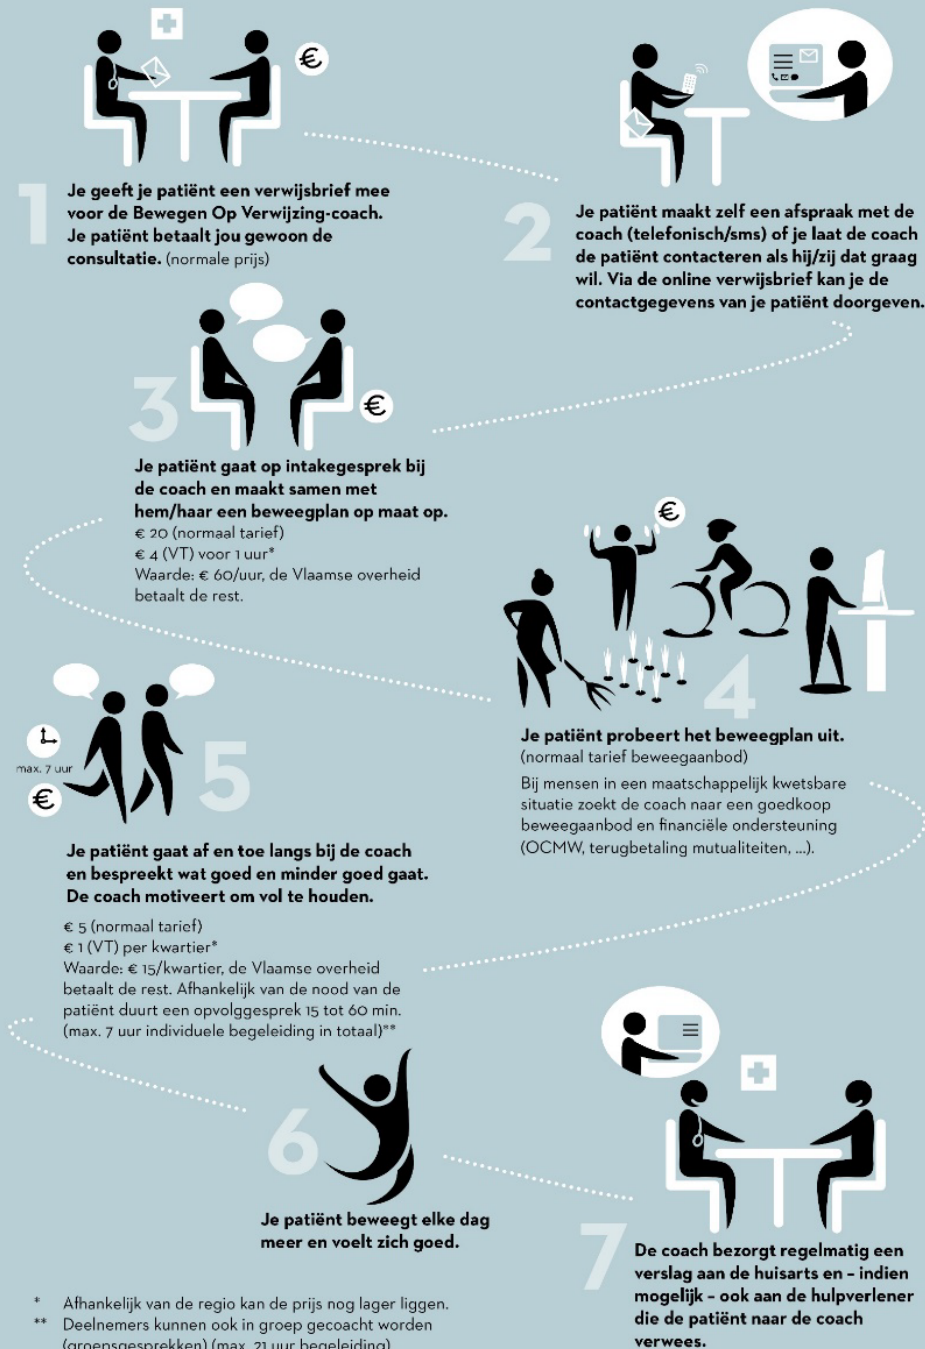 €
1
Je geeft je patiënt een verwijsbrief mee
voor de Bewegen Op Verwijzing-coach.
Je patiënt betaalt jou gewoon de
consultatie. (normale prijs)
2
Je patiënt maakt zelf een afspraak met de
coach (telefonisch/sms) of je laat de coach
de patiënt contacteren als hij/zij dat graag
wil. Via de online verwijsbrief kan je de
contactgegevens van je patiënt doorgeven.
3
€
Je patiënt gaat op intakegesprek bij
de coach en maakt samen met
hem/haar een beweegplan op maat op.
€ 20 (normaal tarief)
€ 4 (VT) voor 1 uur*
Waarde: € 60/uur, de Vlaamse overheid
betaalt de rest.
€
4
Je patiënt probeert het beweegplan uit.
(normaal tarief beweegaanbod)
Bij mensen in een maatschappelijk kwetsbare
situatie zoekt de coach naar een goedkoop
beweegaanbod en financiële ondersteuning
(OCMW, terugbetaling mutualiteiten, ...).
max. 7 uur
€
5
Je patiënt gaat af en toe langs bij de coach
en bespreekt wat goed en minder goed gaat.
De coach motiveert om vol te houden.
€ 5 (normaal tarief)
€ 1 (VT) per kwartier*
Waarde: € 15/kwartier, de Vlaamse overheid
betaalt de rest. Afhankelijk van de nood van de
patiënt duurt een opvolggesprek 15 tot 60 min.
(max. 7 uur individuele begeleiding in totaal)**
6
Je patiënt beweegt elke dag
meer en voelt zich goed.
7
De coach bezorgt regelmatig een
verslag aan de huisarts en – indien
mogelijk – ook aan de hulpverlener
die de patiënt naar de coach
verwees.
* Afhankelijk van de regio kan de prijs nog lager liggen.
** Deelnemers kunnen ook in groep gecoacht worden
(groepsgesprekken) (max. 21 uur begeleiding)